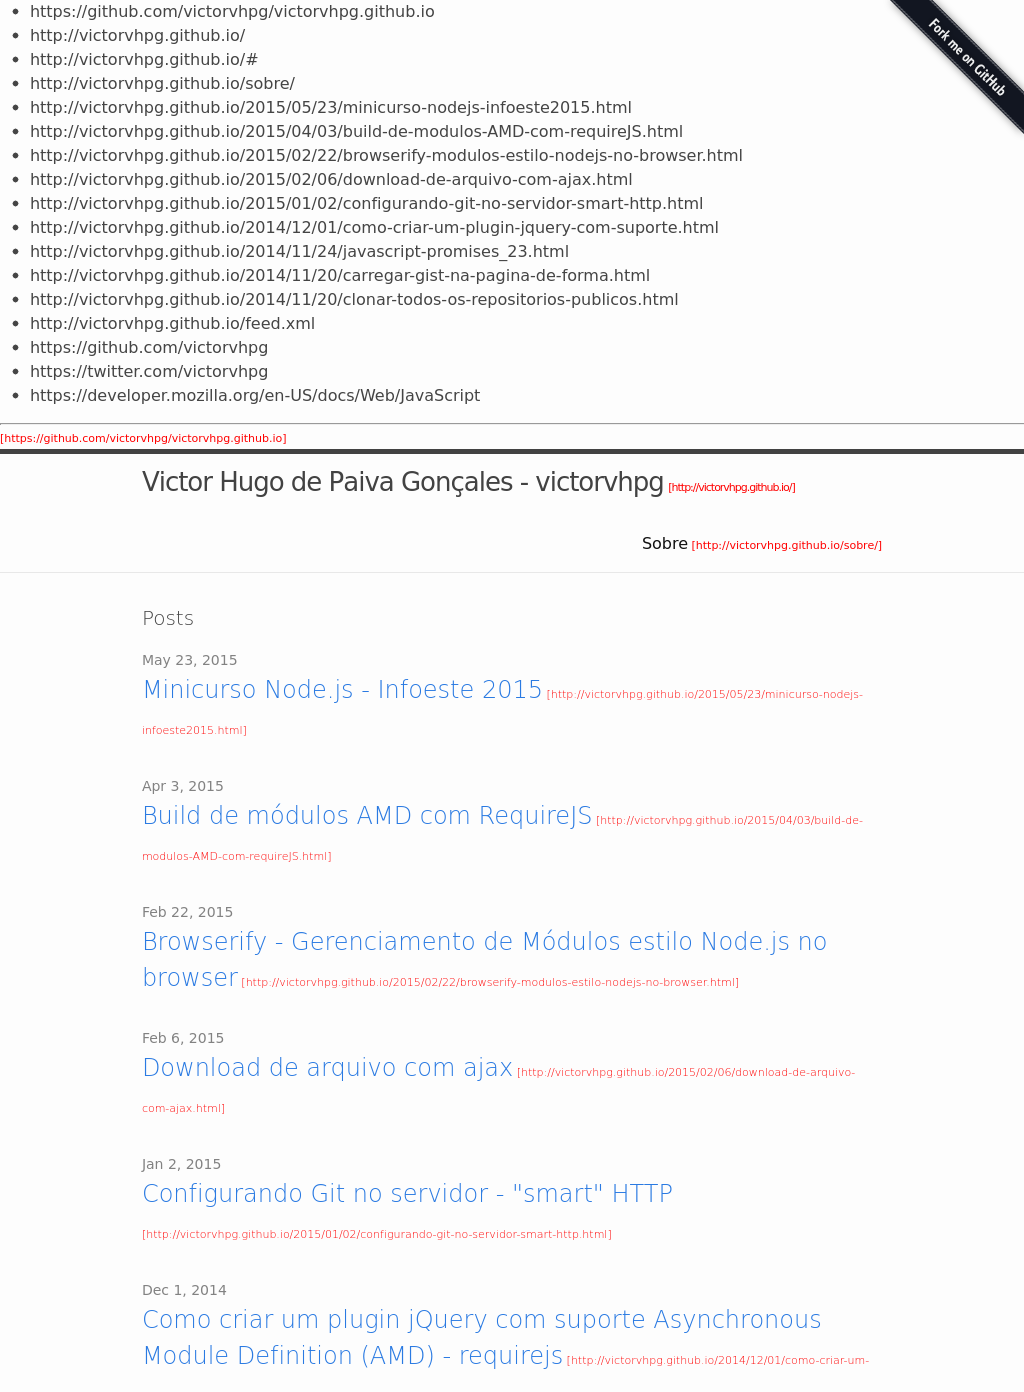 https://github.com/victorvhpg/victorvhpg.github.io
http://victorvhpg.github.io/
http://victorvhpg.github.io/#
http://victorvhpg.github.io/sobre/
http://victorvhpg.github.io/2015/05/23/minicurso-nodejs-infoeste2015.html
http://victorvhpg.github.io/2015/04/03/build-de-modulos-AMD-com-requireJS.html
http://victorvhpg.github.io/2015/02/22/browserify-modulos-estilo-nodejs-no-browser.html
http://victorvhpg.github.io/2015/02/06/download-de-arquivo-com-ajax.html
http://victorvhpg.github.io/2015/01/02/configurando-git-no-servidor-smart-http.html
http://victorvhpg.github.io/2014/12/01/como-criar-um-plugin-jquery-com-suporte.html
http://victorvhpg.github.io/2014/11/24/javascript-promises_23.html
http://victorvhpg.github.io/2014/11/20/carregar-gist-na-pagina-de-forma.html
http://victorvhpg.github.io/2014/11/20/clonar-todos-os-repositorios-publicos.html
http://victorvhpg.github.io/feed.xml
https://github.com/victorvhpg
https://twitter.com/victorvhpg
https://developer.mozilla.org/en-US/docs/Web/JavaScript
Fork me on GitHub
[https://github.com/victorvhpg/victorvhpg.github.io]
Victor Hugo de Paiva Gonçales - victorvhpg [http://victorvhpg.github.io/]
Sobre [http://victorvhpg.github.io/sobre/]
Posts
May 23, 2015
Minicurso Node.js - Infoeste 2015 [http://victorvhpg.github.io/2015/05/23/minicurso-nodejs-
infoeste2015.html]
Apr 3, 2015
Build de módulos AMD com RequireJS [http://victorvhpg.github.io/2015/04/03/build-de-
modulos-AMD-com-requireJS.html]
Feb 22, 2015
Browserify - Gerenciamento de Módulos estilo Node.js no
browser [http://victorvhpg.github.io/2015/02/22/browserify-modulos-estilo-nodejs-no-browser.html]
Feb 6, 2015
Download de arquivo com ajax [http://victorvhpg.github.io/2015/02/06/download-de-arquivo-
com-ajax.html]
Jan 2, 2015
Configurando Git no servidor - "smart" HTTP
[http://victorvhpg.github.io/2015/01/02/configurando-git-no-servidor-smart-http.html]
Dec 1, 2014
Como criar um plugin jQuery com suporte Asynchronous
Module Definition (AMD) - requirejs [http://victorvhpg.github.io/2014/12/01/como-criar-um-